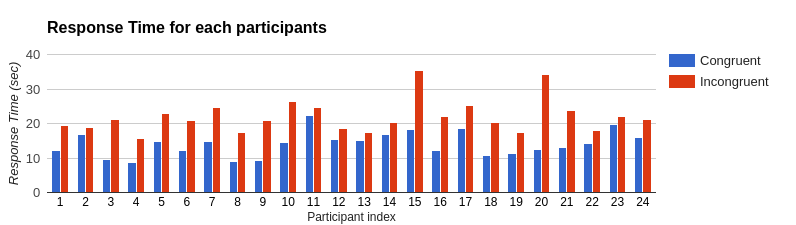 Response Time for each participants
40
30
20
10
0
Response Time (sec)
1 2 3 4 5 6 7 8 9 10 11 12 13 14 15 16 17 18 19 20 21 22 23 24
Participant index
Congruent
Incongruent